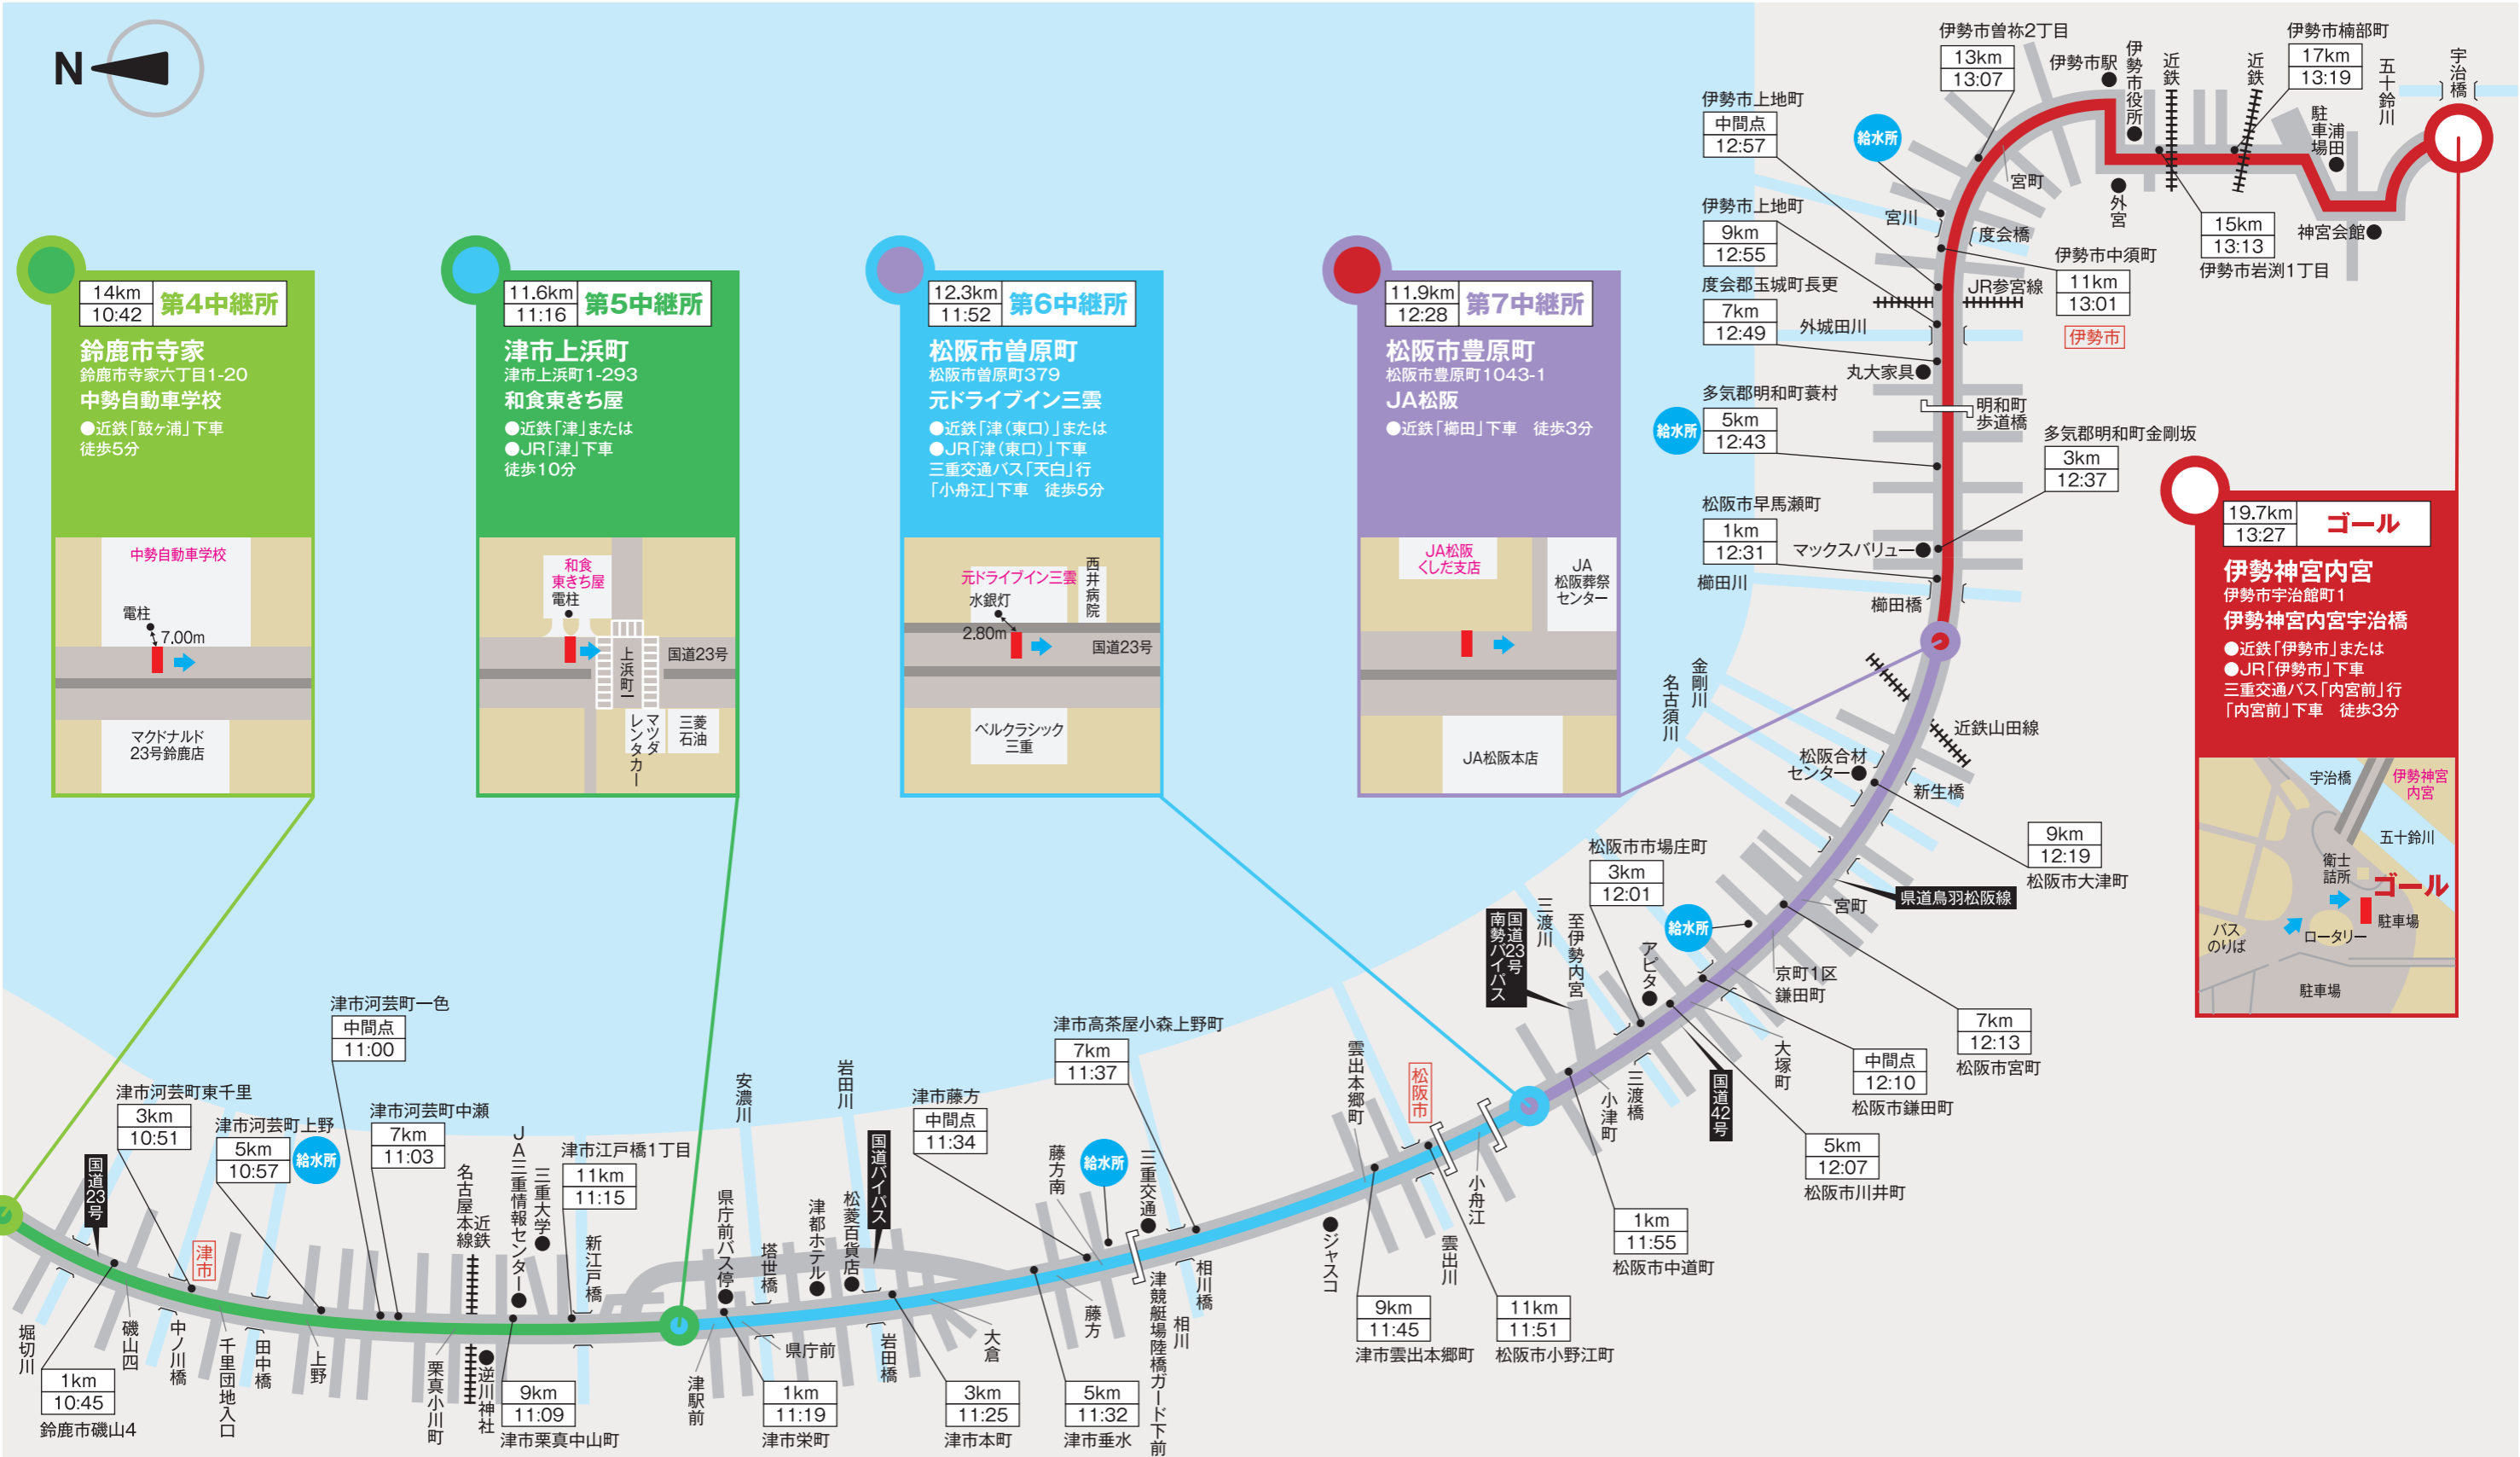 N
14km
10:42
第4中継所
鈴鹿市寺家
鈴鹿市寺家六丁目1-20
中勢自動車学校
●近鉄「鼓ヶ浦」下車
徒歩5分
中勢自動車学校
電柱
7.00m
マクドナルド
23号鈴鹿店
11.6km
11:16
第5中継所
津市上浜町
津市上浜町1-293
和食東きち屋
●近鉄「津」または
●JR「津」下車
徒歩10分
和食
東きち屋
電柱
上浜町一
国道23号
マツダ
レンタカー
三菱
石油
12.3km
11:52
第6中継所
松阪市曽原町
松阪市曽原町379
元ドライブイン三雲
●近鉄「津（東口）」または
●JR「津（東口）」下車
三重交通バス「天白」行
「小舟江」下車　徒歩5分
元ドライブイン三雲
西井病院
水銀灯
2.80m
国道23号
ベルクラシック
三重
11.9km
12:28
第7中継所
松阪市豊原町
松阪市豊原町1043-1
JA松阪
●近鉄「櫛田」下車　徒歩3分
JA松阪
くしだ支店
JA
松阪葬祭
センター
JA松阪本店
19.7km
13:27
ゴール
伊勢神宮内宮
伊勢市宇治館町1
伊勢神宮内宮宇治橋
●近鉄「伊勢市」または
●JR「伊勢市」下車
三重交通バス「内宮前」行
「内宮前」下車　徒歩3分
宇治橋
伊勢神宮
内宮
五十鈴川
衛士
詰所
ゴール
駐車場
ロータリー
バス
のりば
駐車場
堀切川
国道23号
1km
10:45
鈴鹿市磯山4
磯山四
津市河芸町東千里
3km
10:51
津市
中ノ川橋
千里団地入口
田中橋
津市河芸町上野
5km
10:57
給水所
上野
津市河芸町一色
中間点
11:00
津市河芸町中瀬
7km
11:03
栗真小川町
近鉄
名古屋本線
逆川神社
JA三重情報センター
三重大学
9km
11:09
津市栗真中山町
津市江戸橋1丁目
11km
11:15
新江戸橋
津駅前
県庁前バス停
1km
11:19
津市栄町
安濃川
塔世橋
県庁前
津都ホテル
松菱百貨店
岩田川
国道バイパス
岩田橋
3km
11:25
津市本町
大倉
5km
11:32
津市垂水
津市藤方
中間点
11:34
藤方
藤方南
給水所
三重交通
津競艇場陸橋ガード下前
津市高茶屋小森上野町
7km
11:37
相川橋
相川
ジャスコ
雲出本郷町
9km
11:45
津市雲出本郷町
松阪市
雲出川
11km
11:51
松阪市小野江町
小舟江
1km
11:55
松阪市中道町
国道23号
南勢バイパス
至伊勢内宮
小津町
三渡川
三渡橋
松阪市市場庄町
3km
12:01
アピタ
国道42号
5km
12:07
松阪市川井町
大塚町
中間点
12:10
松阪市鎌田町
鎌田町
京町1区
給水所
7km
12:13
松阪市宮町
宮町
県道鳥羽松阪線
名古須川
金剛川
松阪合材
センター
新生橋
9km
12:19
松阪市大津町
近鉄山田線
櫛田橋
櫛田川
松阪市早馬瀬町
1km
12:31
マックスバリュー
多気郡明和町金剛坂
3km
12:37
多気郡明和町蓑村
給水所
5km
12:43
明和町
歩道橋
丸大家具
度会郡玉城町長更
7km
12:49
外城田川
JR参宮線
伊勢市
伊勢市上地町
9km
12:55
伊勢市上地町
中間点
12:57
伊勢市中須町
11km
13:01
宮川
度会橋
給水所
伊勢市曽祢2丁目
13km
13:07
宮町
伊勢市駅
伊勢市役所
外宮
近鉄
15km
13:13
伊勢市岩渕1丁目
近鉄
伊勢市楠部町
17km
13:19
浦田
駐車場
神宮会館
五十鈴川
宇治橋